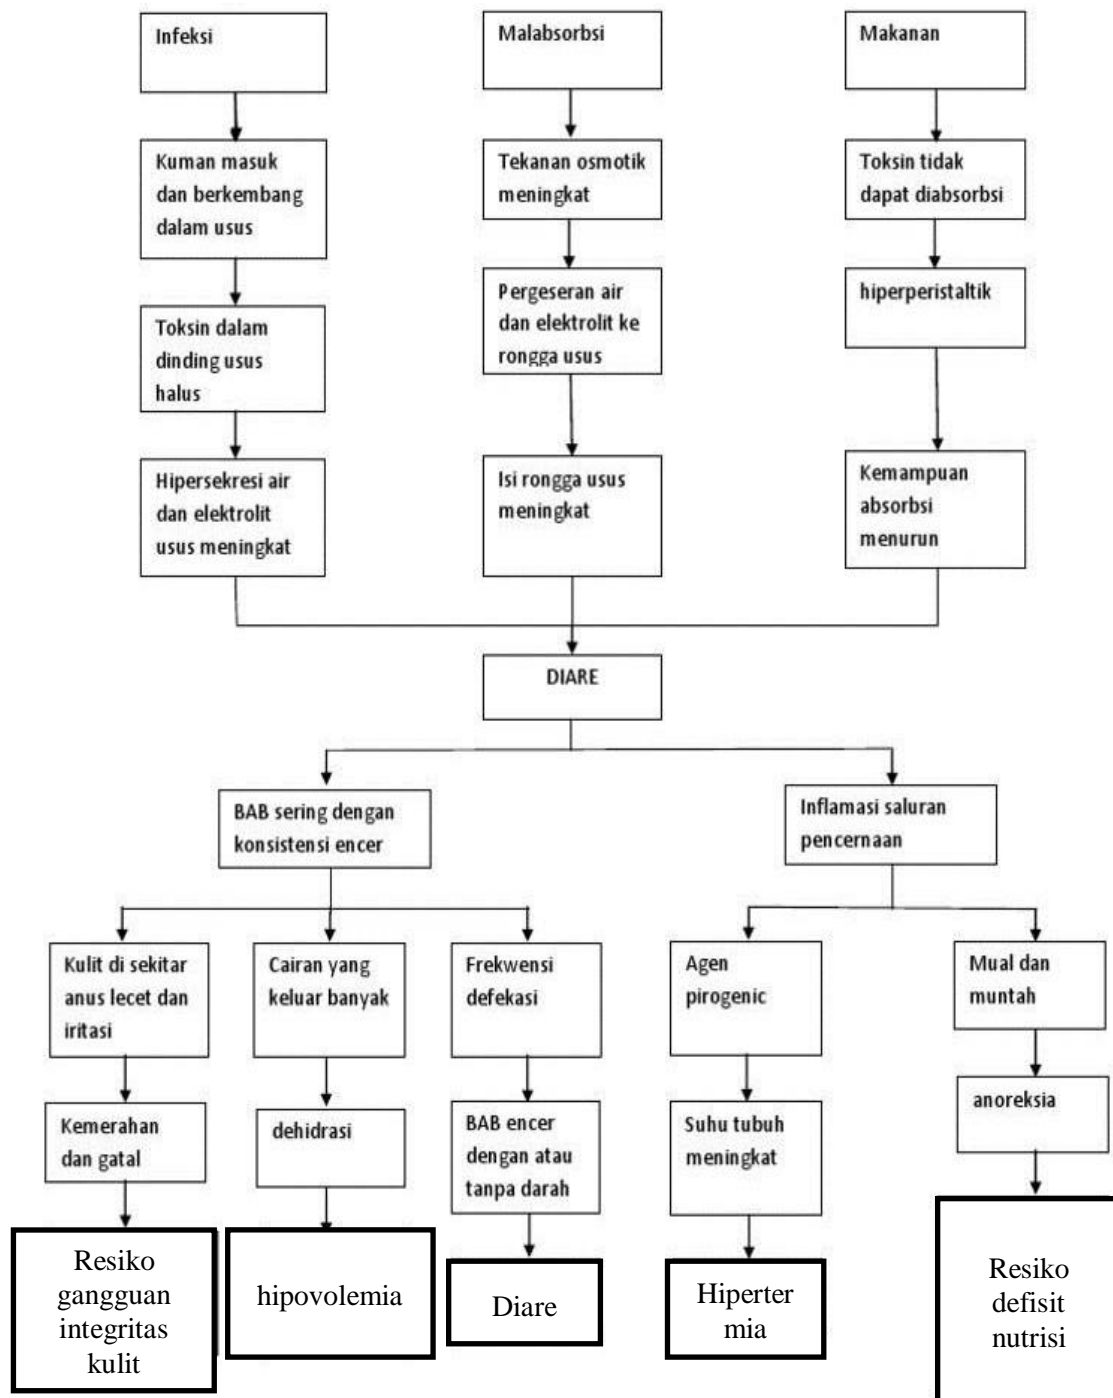 Infeksi
Malabsorbsi
Makanan
Kuman masuk
dan berkembang
dalam usus
Tekanan osmotik
meningkat
Toksin tidak
dapat diabsorbsi
Toksin dalam
dinding usus
halus
Pergeseran air
dan elektrolit ke
rongga usus
hiperperistaltik
Hipersekresi air
dan elektrolit
usus meningkat
Isi rongga usus
meningkat
Kemampuan
absorbsi
menurun
DIARE
BAB sering dengan
konsistensi encer
Inflamasi saluran
pencernaan
Kulit di sekitar
anus lecet dan
iritasi
Cairan yang
keluar banyak
Frekwensi
defekasi
Agen
pirogenic
Mual dan
muntah
Kemerahan
dan gatal
dehidrasi
BAB encer
dengan atau
tanpa darah
Suhu tubuh
meningkat
anoreksia
Resiko
gangguan
integritas
kulit
hipovolemia
Diare
Hiperter
mia
Resiko
defisit
nutrisi